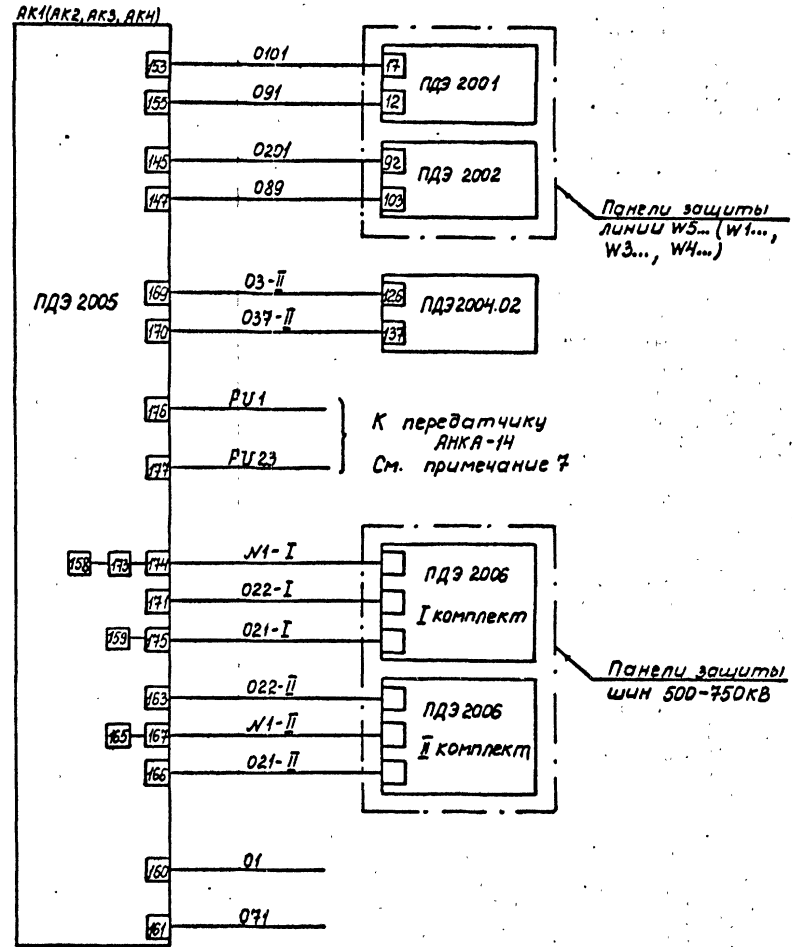 АК1(АК2, АК3, АК4)
153 0101 17 ПДЭ 2001
155 091 12
145 0201 92 ПДЭ 2002
147 089 103
Панели защиты
линии W5... (W1...,
W3..., W4...)
ПДЭ 2005
169 03-II 126 ПДЭ2004.02
170 037-II 137
176 PU1
К передатчику
АНКА-14
177 PU23
См. примечание 7
158 173 174 N1-I ПДЭ 2006
171 022-I I комплект
159 175 021-I
Панели защиты
шин 500-750кВ
163 022-II ПДЭ 2006
165 167 N1-II II комплект
166 021-II
160 01
161 071